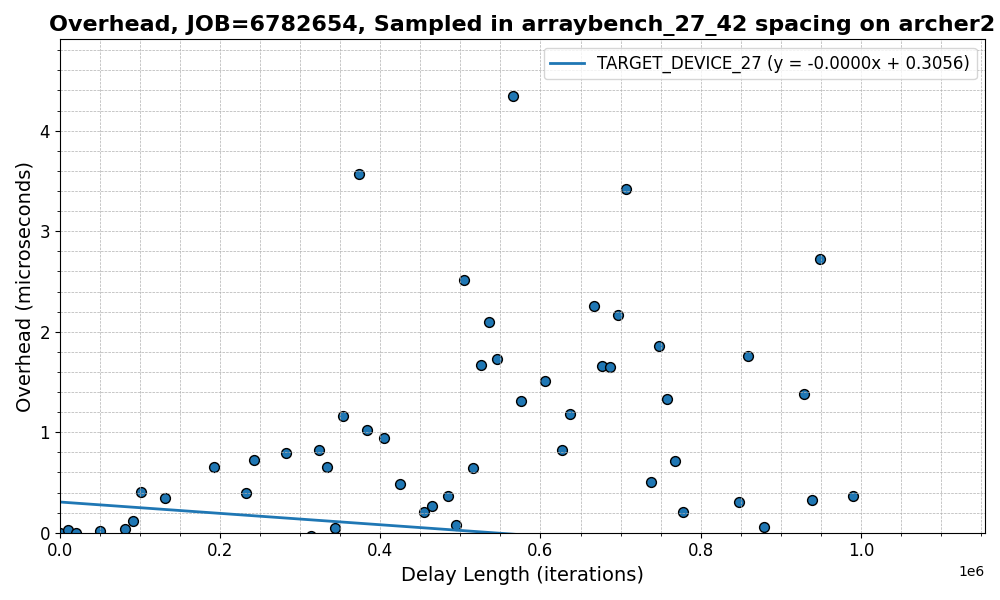 Overhead, JOB=6782654, Sampled in arraybench_27_42 spacing on archer2
TARGET_DEVICE_27 (y = -0.0000x + 0.3056)
Overhead (microseconds)
4
3
2
1
0
0.0 0.2 0.4 0.6 0.8 1.0
1e6
Delay Length (iterations)